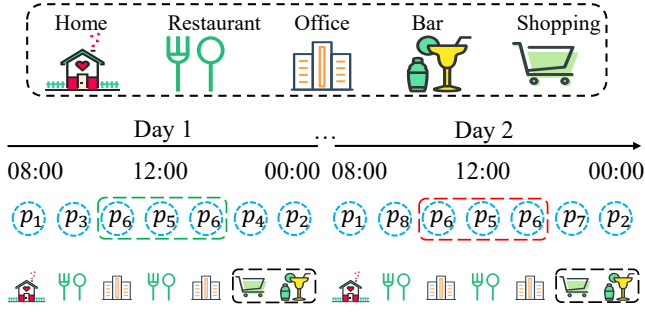 Home Restaurant Office Bar Shopping
Day 1 ... Day 2
08:00 12:00 00:00 08:00 12:00 00:00
p₁ p₃ p₆ p₅ p₆ p₄ p₂ p₁ p₈ p₆ p₅ p₆ p₇ p₂